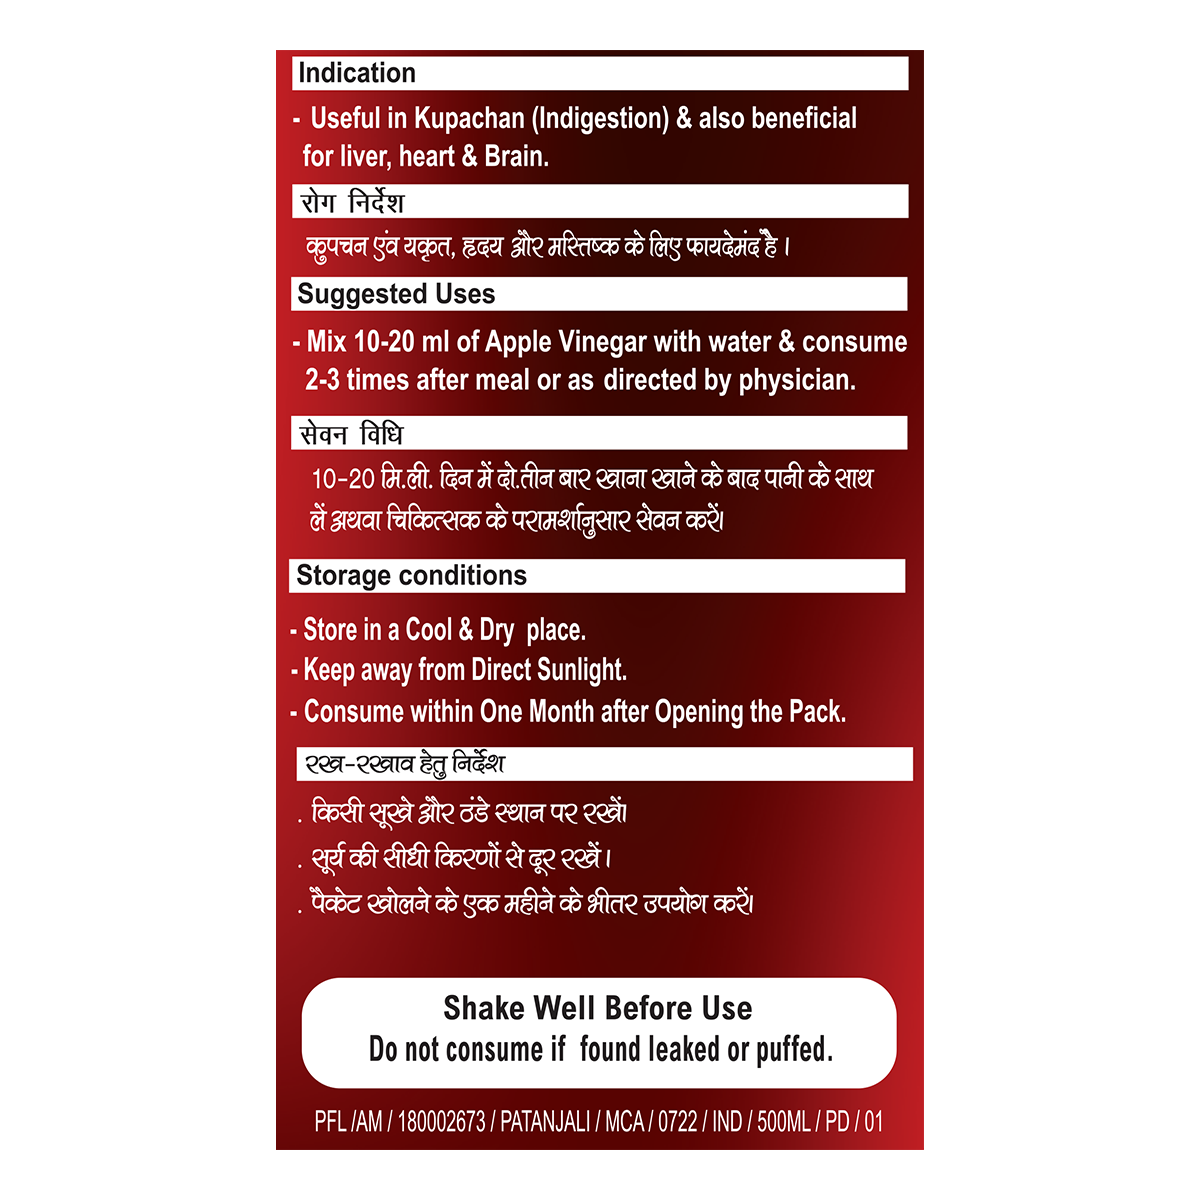 Indication
- Useful in Kupachan (Indigestion) & also beneficial
for liver, heart & Brain.
रोग निर्देश
कुपचन एंव यकृत, हृदय और मस्तिष्क के लिए फायदेमंद है ।
Suggested Uses
- Mix 10-20 ml of Apple Vinegar with water & consume
2-3 times after meal or as directed by physician.
सेवन विधि
10-20 मि.ली. दिन में दो.तीन बार खाना खाने के बाद पानी के साथ
लें अथवा चिकित्सक के परामर्शानुसार सेवन करें।
Storage conditions
- Store in a Cool & Dry place.
- Keep away from Direct Sunlight.
- Consume within One Month after Opening the Pack.
रख-रखाव हेतु निर्देश
. किसी सूखे और ठंडे स्थान पर रखें।
. सूर्य की सीधी किरणों से दूर रखें ।
. पैकेट खोलने के एक महीने के भीतर उपयोग करें।
Shake Well Before Use
Do not consume if found leaked or puffed.
PFL /AM / 180002673 / PATANJALI / MCA / 0722 / IND / 500ML / PD / 01